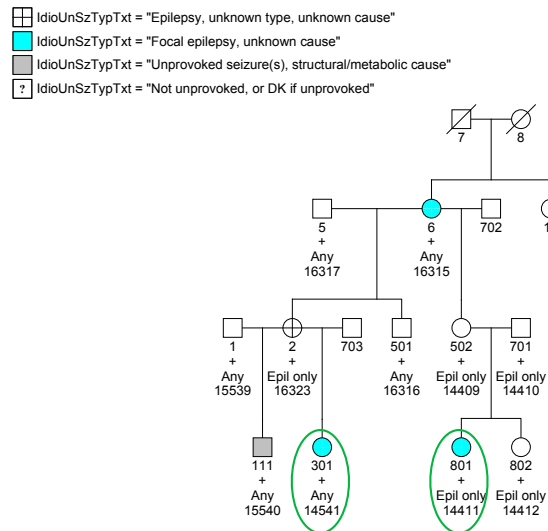 IdioUnSzTypTxt = "Epilepsy, unknown type, unknown cause"
IdioUnSzTypTxt = "Focal epilepsy, unknown cause"
IdioUnSzTypTxt = "Unprovoked seizure(s), structural/metabolic cause"
? IdioUnSzTypTxt = "Not unprovoked, or DK if unprovoked"
7 8
5 6 702 1
+ +
Any Any
16317 16315
1 2 703 501 502 701
+ + + + +
Any Epil only Any Epil only Epil only
15539 16323 16316 14409 14410
111 301 801 802
+ + + +
Any Any Epil only Epil only
15540 14541 14411 14412